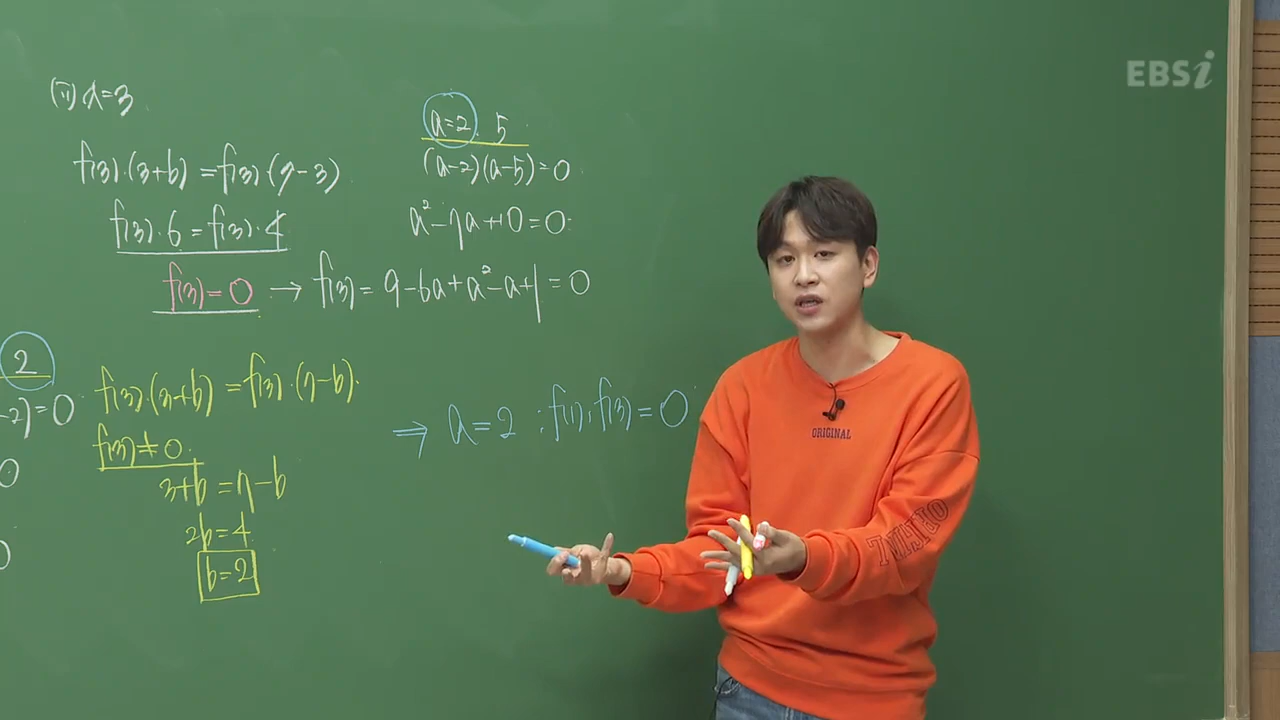 (ii) x=3
f(3)·(3+b) = f(3)·(7-3)
f(3)·6 = f(3)·4
f(3)=0 → f(3) = 9-6a+a²-a+1 = 0
a=2, 5
(a-2)(a-5)=0
a²-7a+10=0
2
-2)=0
0
f(3)·(3+b) = f(3)·(7-b)
f(3)≠0
3+b = 7-b
2b=4
b=2
⇒ a=2 ; f(1), f(3)=0
EBSi
ORIGINAL